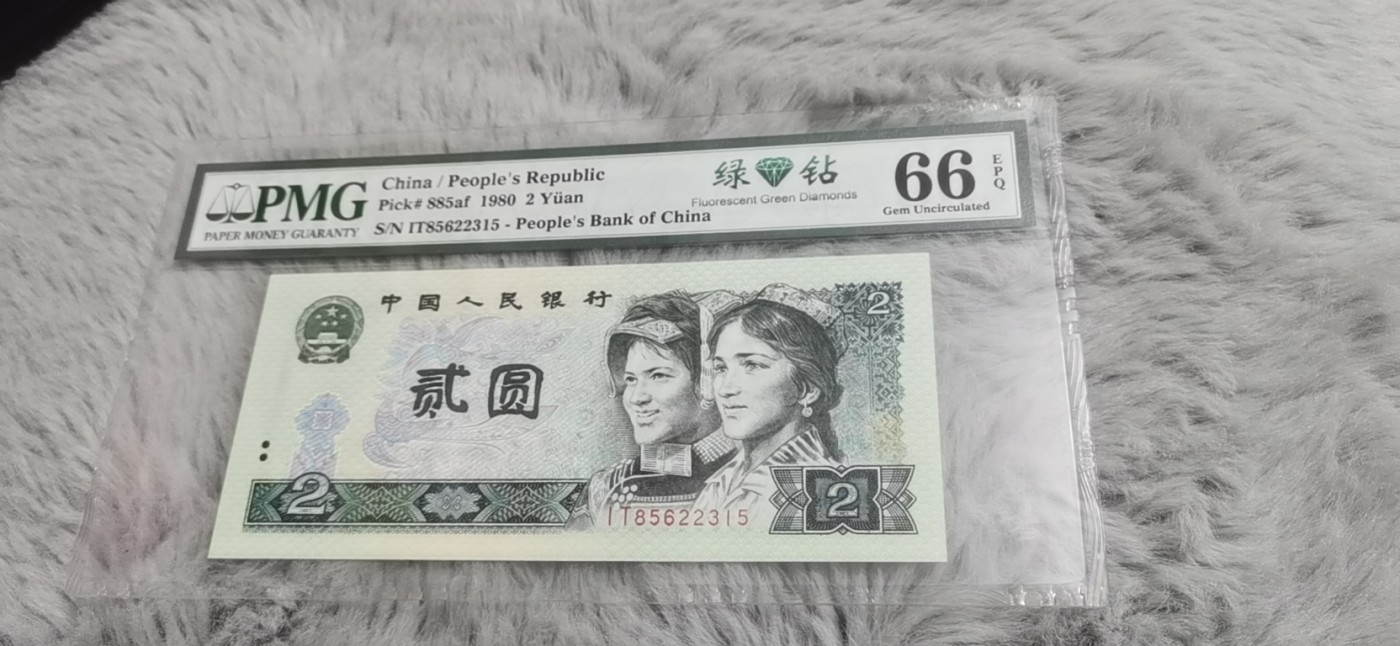 PMG
PAPER MONEY GUARANTY
China / People's Republic
Pick# 885af 1980 2 Yüan
S/N IT85622315 - People's Bank of China
绿 钻
Fluorescent Green Diamonds
66
EPQ
Gem Uncirculated
中国人民银行
2
贰圆
2
IT85622315
2